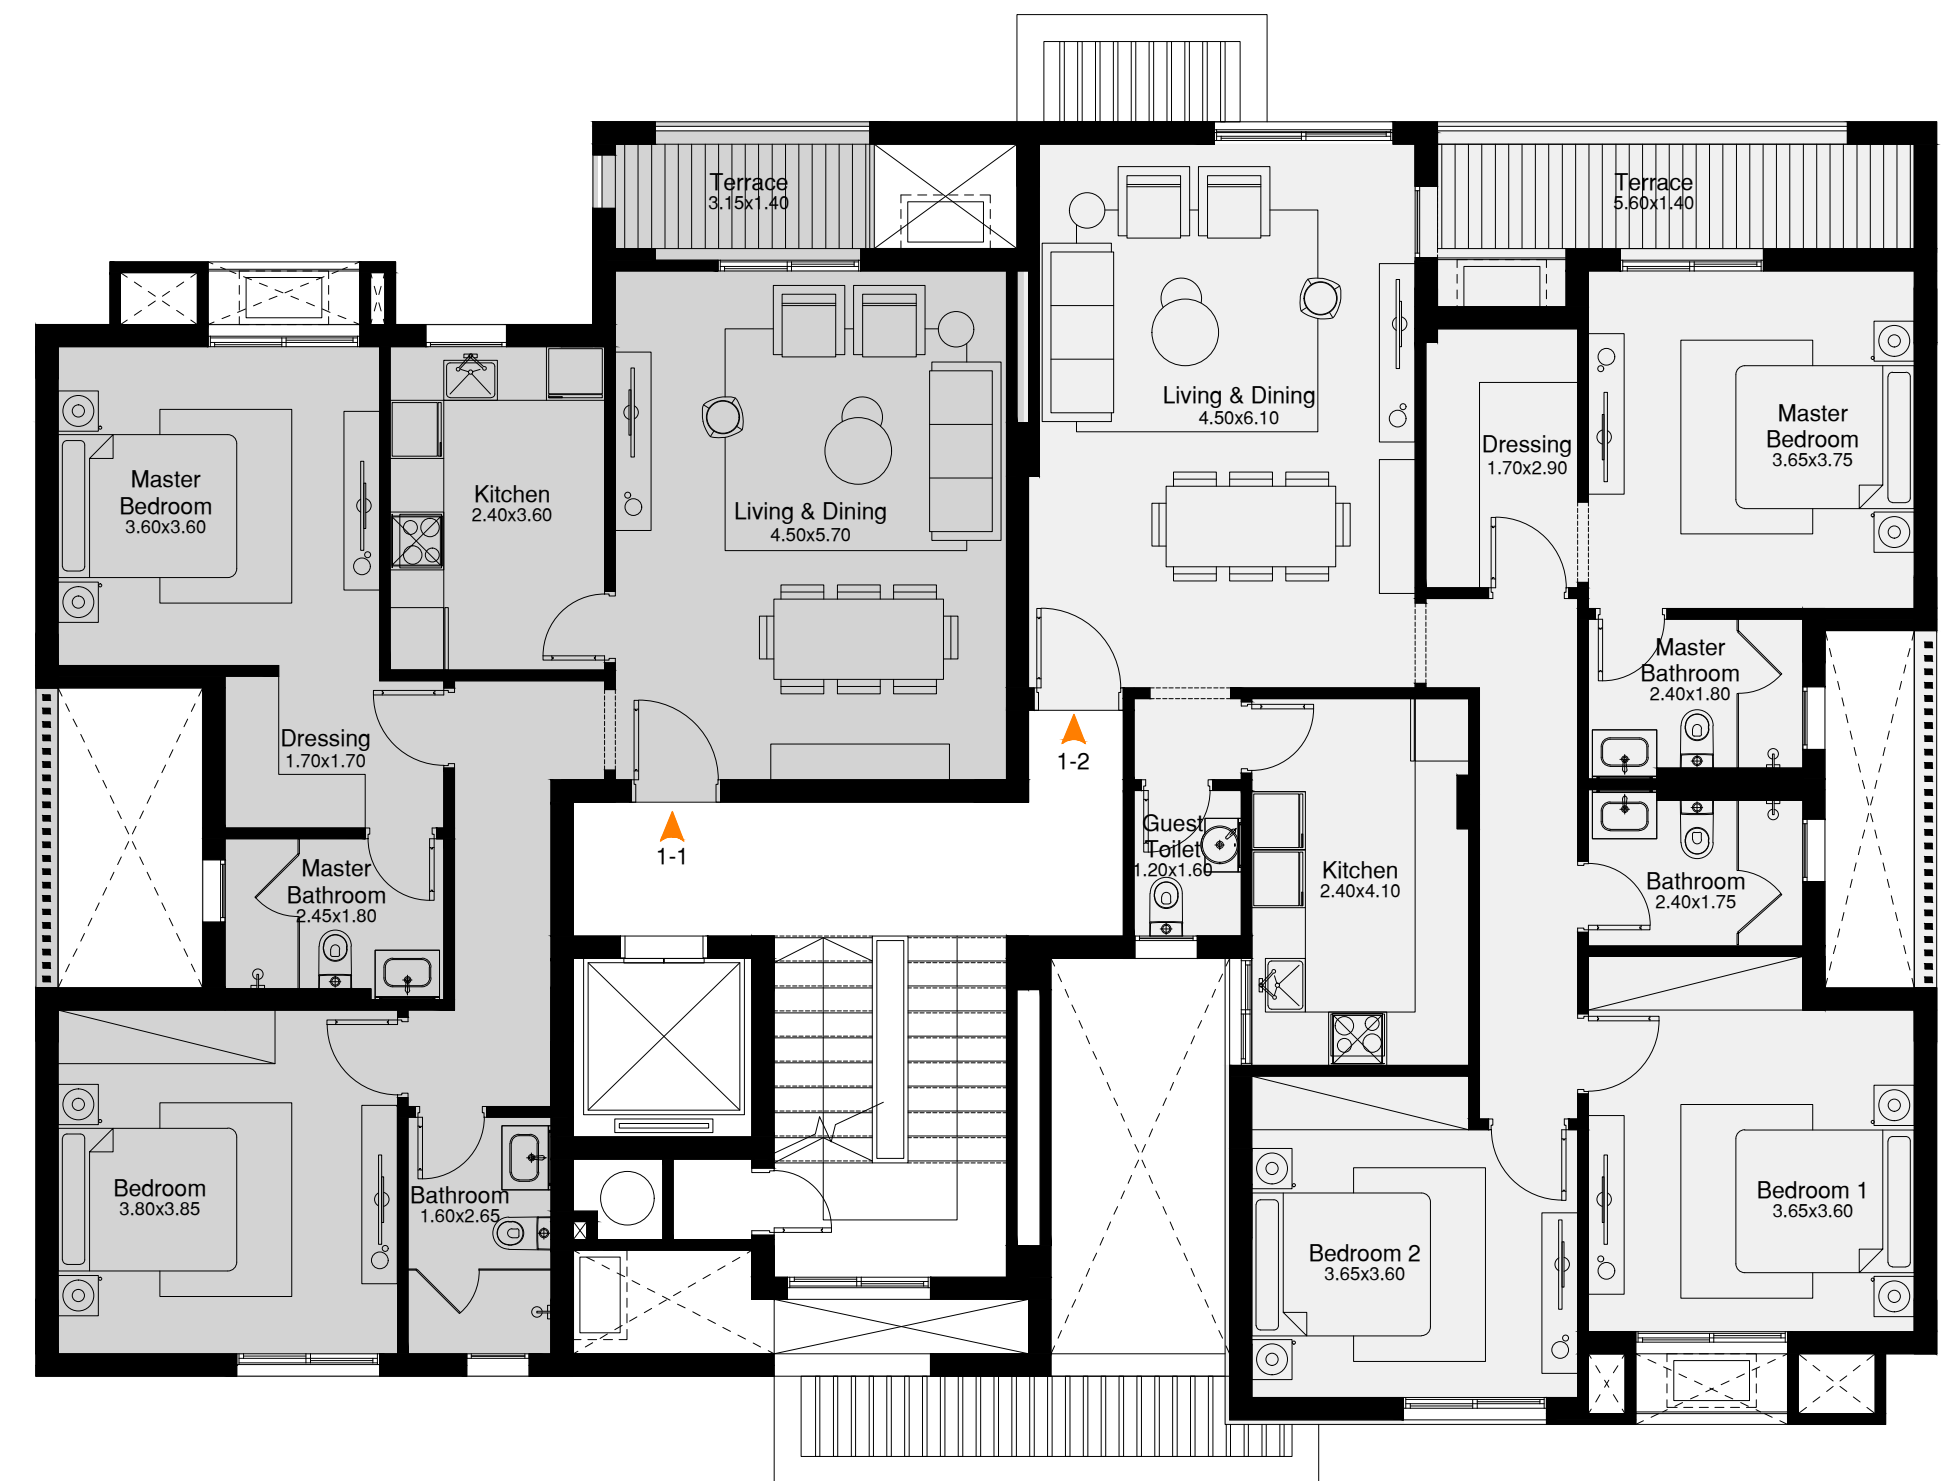 Terrace
3.15x1.40
Terrace
5.60x1.40
Living & Dining
4.50x6.10
Master
Bedroom
3.65x3.75
Dressing
1.70x2.90
Master
Bedroom
3.60x3.60
Kitchen
2.40x3.60
Living & Dining
4.50x5.70
Master
Bathroom
2.40x1.80
Dressing
1.70x1.70
1-2
1-1
Guest
Toilet
1.20x1.60
Kitchen
2.40x4.10
Master
Bathroom
2.45x1.80
Bathroom
2.40x1.75
Bedroom
3.80x3.85
Bathroom
1.60x2.65
Bedroom 1
3.65x3.60
Bedroom 2
3.65x3.60